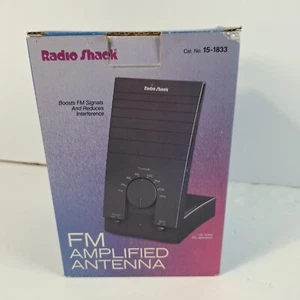 Radio Shack
Cat. No. 15-1833
Boosts FM Signals
And Reduces
Interference
Radio Shack
FM
AMPLIFIED
ANTENNA